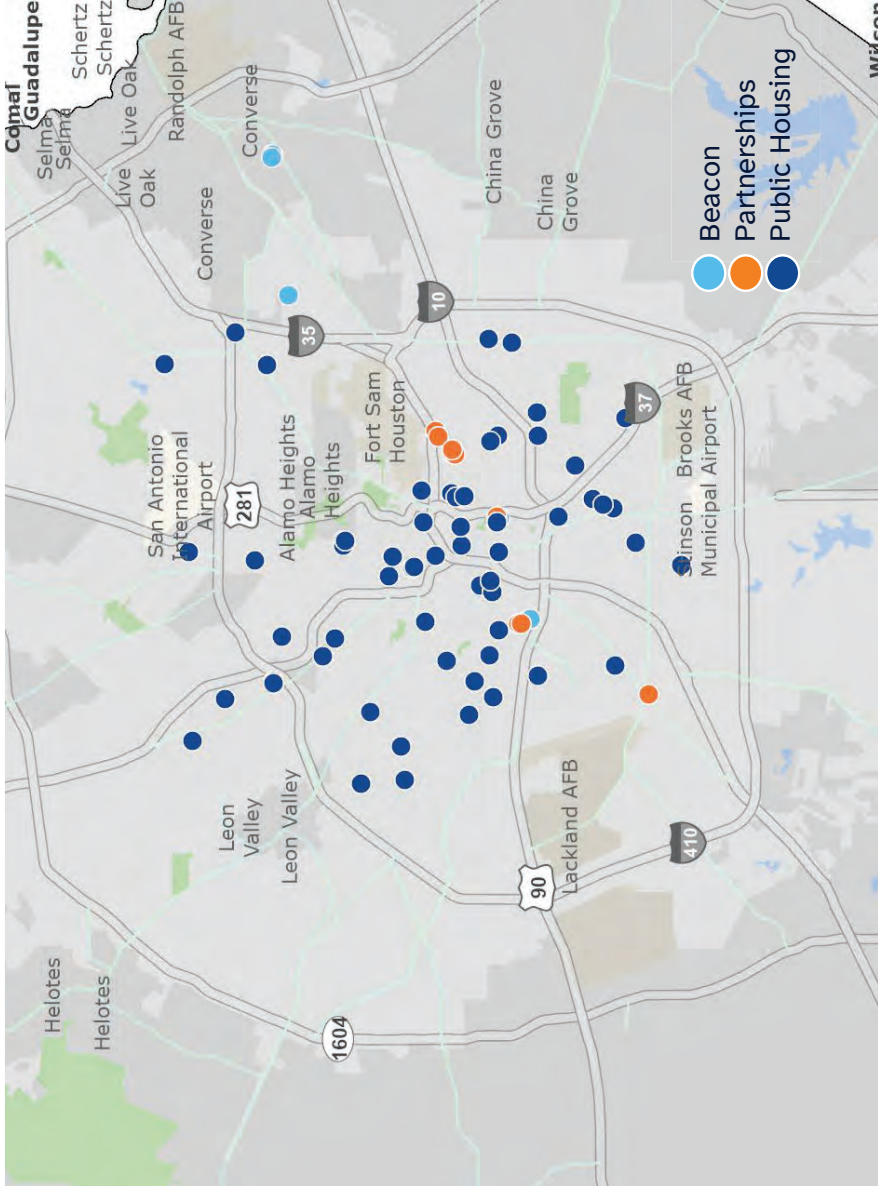 Comal
Guadalupe
Schertz
Schertz
Selma
Selma
Live Oak
Live
Oak
Randolph AFB
Converse
Converse
China Grove
China
Grove
San Antonio
International
Airport
281
Alamo Heights
Alamo
Heights
Fort Sam
Houston
35
10
37
Stinson
Municipal Airport
Brooks AFB
Leon
Valley
Leon Valley
Lackland AFB
410
90
Helotes
Helotes
1604
Wilson
Beacon
Partnerships
Public Housing